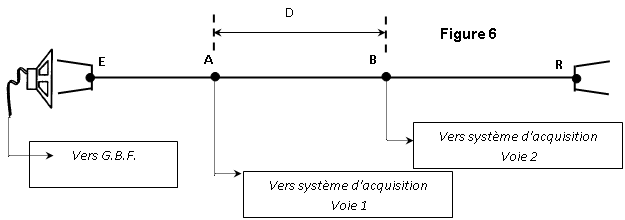 D
Figure 6
E
A
B
R
Vers G.B.F.
Vers système d'acquisition
Voie 2
Vers système d'acquisition
Voie 1